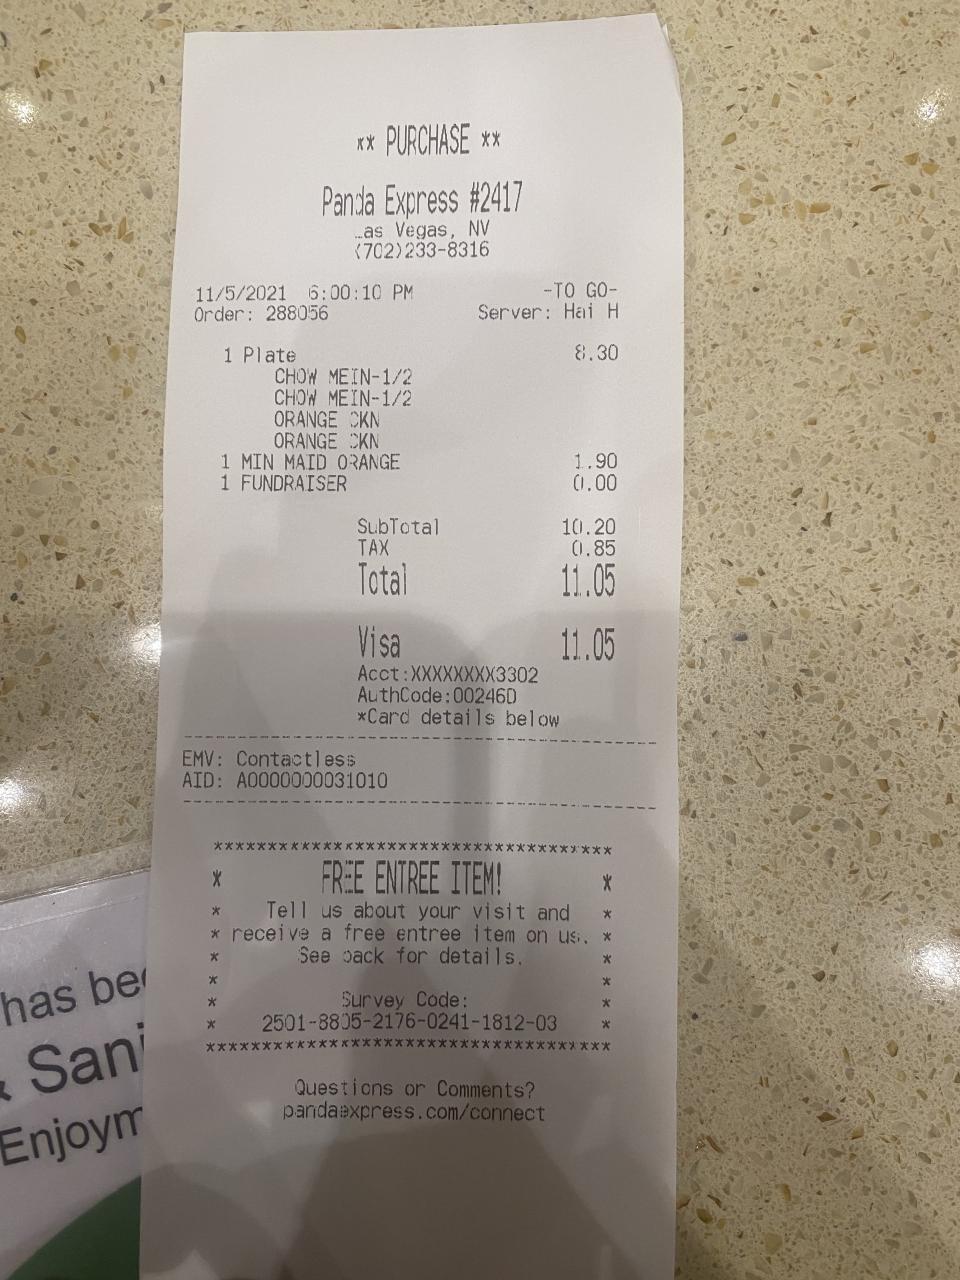 ** PURCHASE **
Panda Express #2417
Las Vegas, NV
(702)233-8316
11/5/2021 6:00:10 PM -TO GO-
Order: 288056 Server: Hai H
1 Plate 8.30
CHOW MEIN-1/2
CHOW MEIN-1/2
ORANGE CKN
ORANGE CKN
1 MIN MAID ORANGE 1.90
1 FUNDRAISER 0.00
SubTotal 10.20
TAX 0.85
Total 11.05
Visa 11.05
Acct:XXXXXXXX3302
AuthCode:00246D
*Card details below
EMV: Contactless
AID: A0000000031010
*************************************
* FREE ENTREE ITEM! *
* Tell us about your visit and *
* receive a free entree item on us. *
* See back for details. *
* *
* Survey Code: *
* 2501-8805-2176-0241-1812-03 *
*************************************
Questions or Comments?
pandaexpress.com/connect
has bee
& Sani
Enjoym